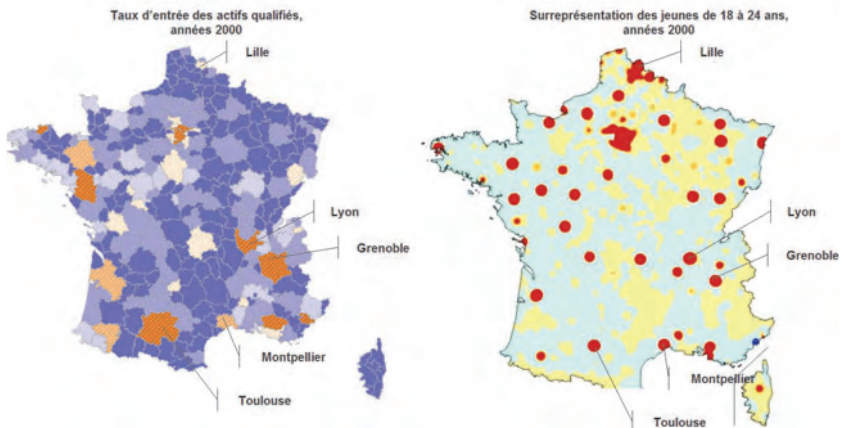 Taux d'entrée des actifs qualifiés,
années 2000
Lille
Lyon
Grenoble
Montpellier
Toulouse
Surreprésentation des jeunes de 18 à 24 ans,
années 2000
Lille
Lyon
Grenoble
Montpellier
Toulouse